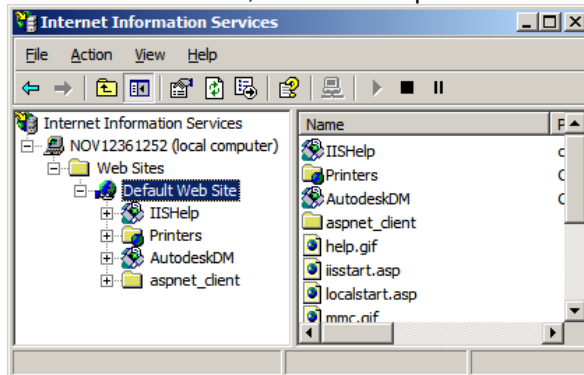 Internet Information Services
File Action View Help
Internet Information Services
NOV12361252 (local computer)
Web Sites
Default Web Site
IISHelp
Printers
AutodeskDM
aspnet_client
Name
IISHelp
Printers
AutodeskDM
aspnet_client
help.gif
iisstart.asp
localstart.asp
mmc.gif